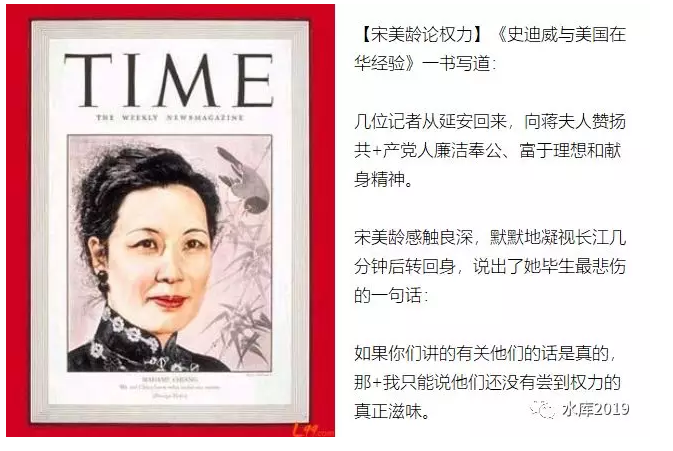 TIME
THE WEEKLY NEWSMAGAZINE
MADAME CHIANG
【宋美龄论权力】《史迪威与美国在
华经验》一书写道：
几位记者从延安回来，向蒋夫人赞扬
共+产党人廉洁奉公、富于理想和献
身精神。
宋美龄感触良深，默默地凝视长江几
分钟后转回身，说出了她毕生最悲伤
的一句话：
如果你们讲的有关他们的话是真的，
那+我只能说他们还没有尝到权力的
真正滋味。
水库2019